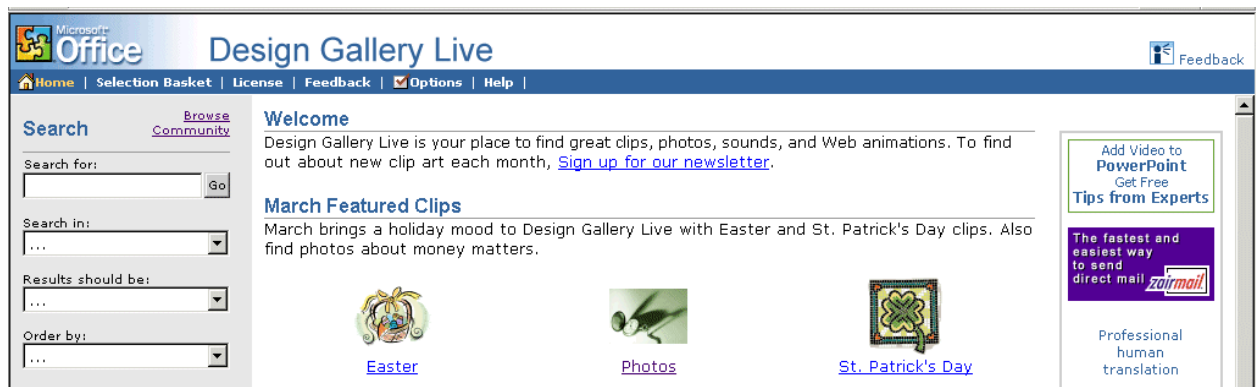 Microsoft
Office
Design Gallery Live
Feedback
Home | Selection Basket | License | Feedback | Options | Help |
Search
Browse
Community
Search for:
Go
Search in:
...
Results should be:
...
Order by:
...
Welcome
Design Gallery Live is your place to find great clips, photos, sounds, and Web animations. To find
out about new clip art each month, Sign up for our newsletter.
March Featured Clips
March brings a holiday mood to Design Gallery Live with Easter and St. Patrick's Day clips. Also
find photos about money matters.
Easter
Photos
St. Patrick's Day
Add Video to
PowerPoint
Get Free
Tips from Experts
The fastest and
easiest way
to send
direct mail zairmail.
Professional
human
translation